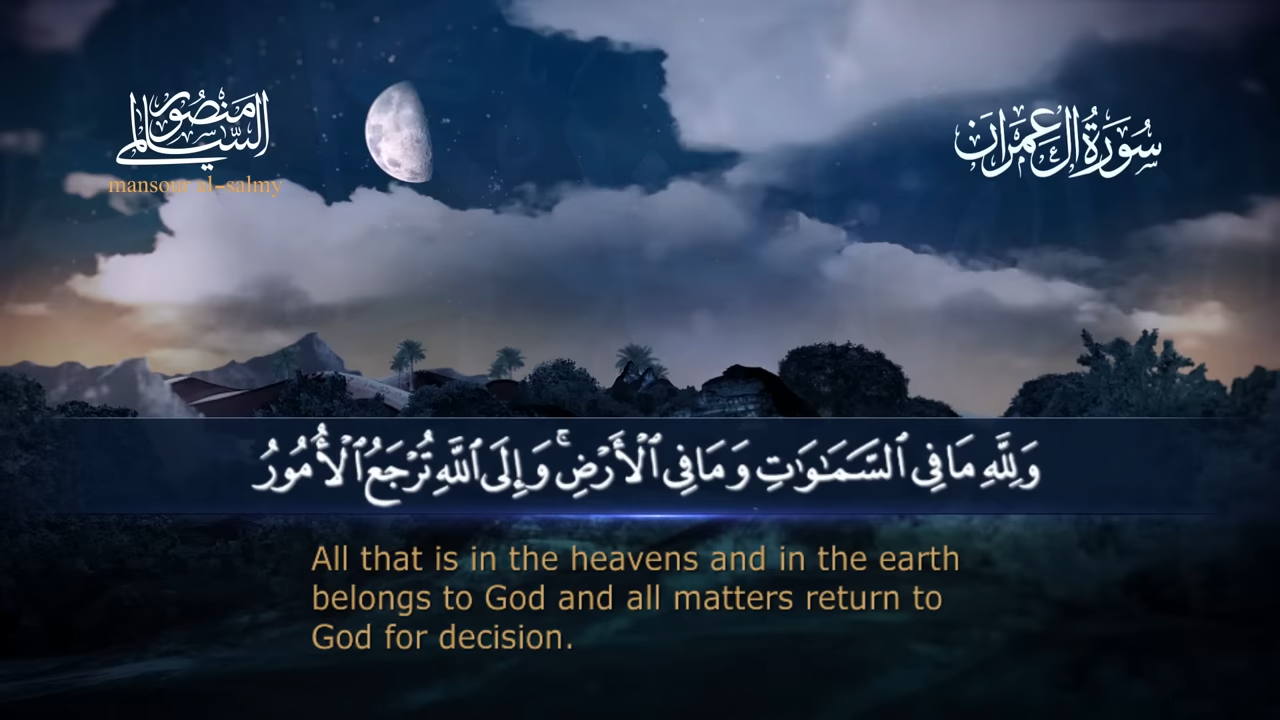 المنصور السالمي
mansour al-salmy
سُورَةُ آلِ عِمْرَان
وَلِلَّهِ مَا فِى ٱلسَّمَـٰوَٰتِ وَمَا فِى ٱلْأَرْضِ ۚ وَإِلَى ٱللَّهِ تُرْجَعُ ٱلْأُمُورُ
All that is in the heavens and in the earth
belongs to God and all matters return to
God for decision.